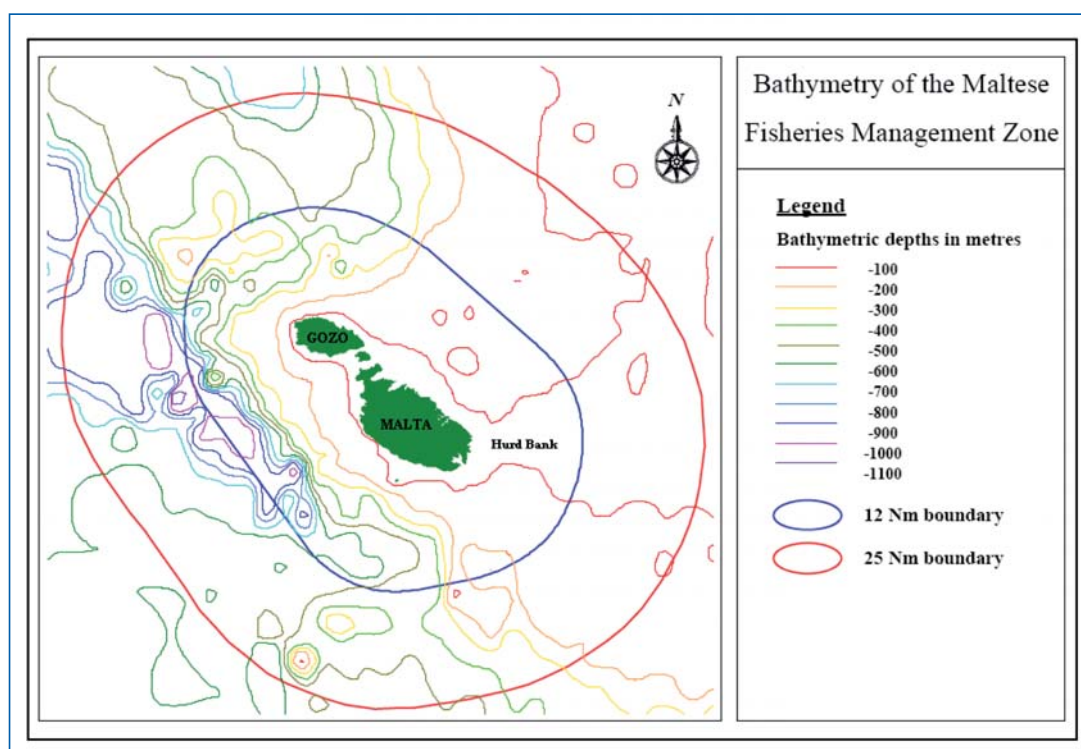 Bathymetry of the Maltese
Fisheries Management Zone
N
GOZO
MALTA
Hurd Bank
Legend
Bathymetric depths in metres
-100
-200
-300
-400
-500
-600
-700
-800
-900
-1000
-1100
12 Nm boundary
25 Nm boundary